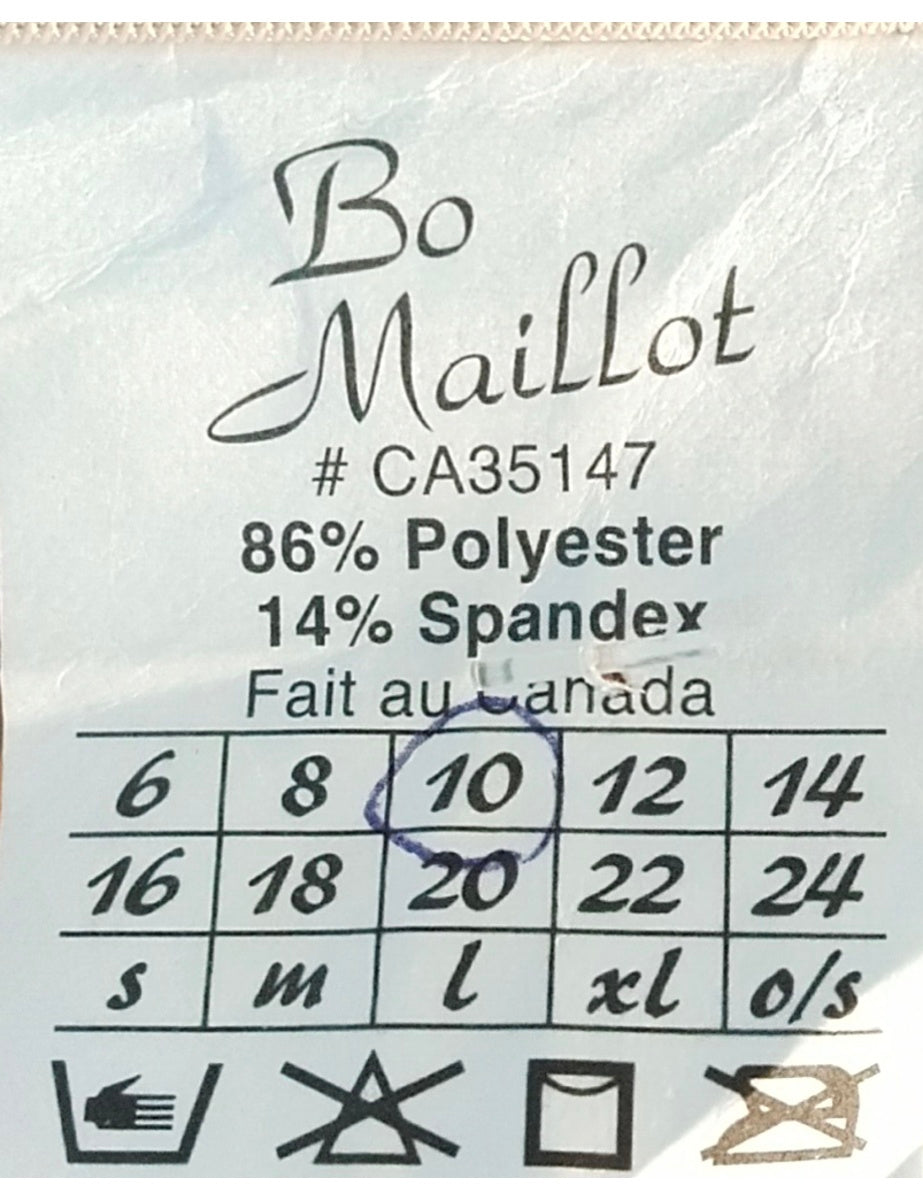 Bo
Maillot
# CA35147
86% Polyester
14% Spandex
Fait au Canada
6 8 10 12 14
16 18 20 22 24
s m l xl o/s